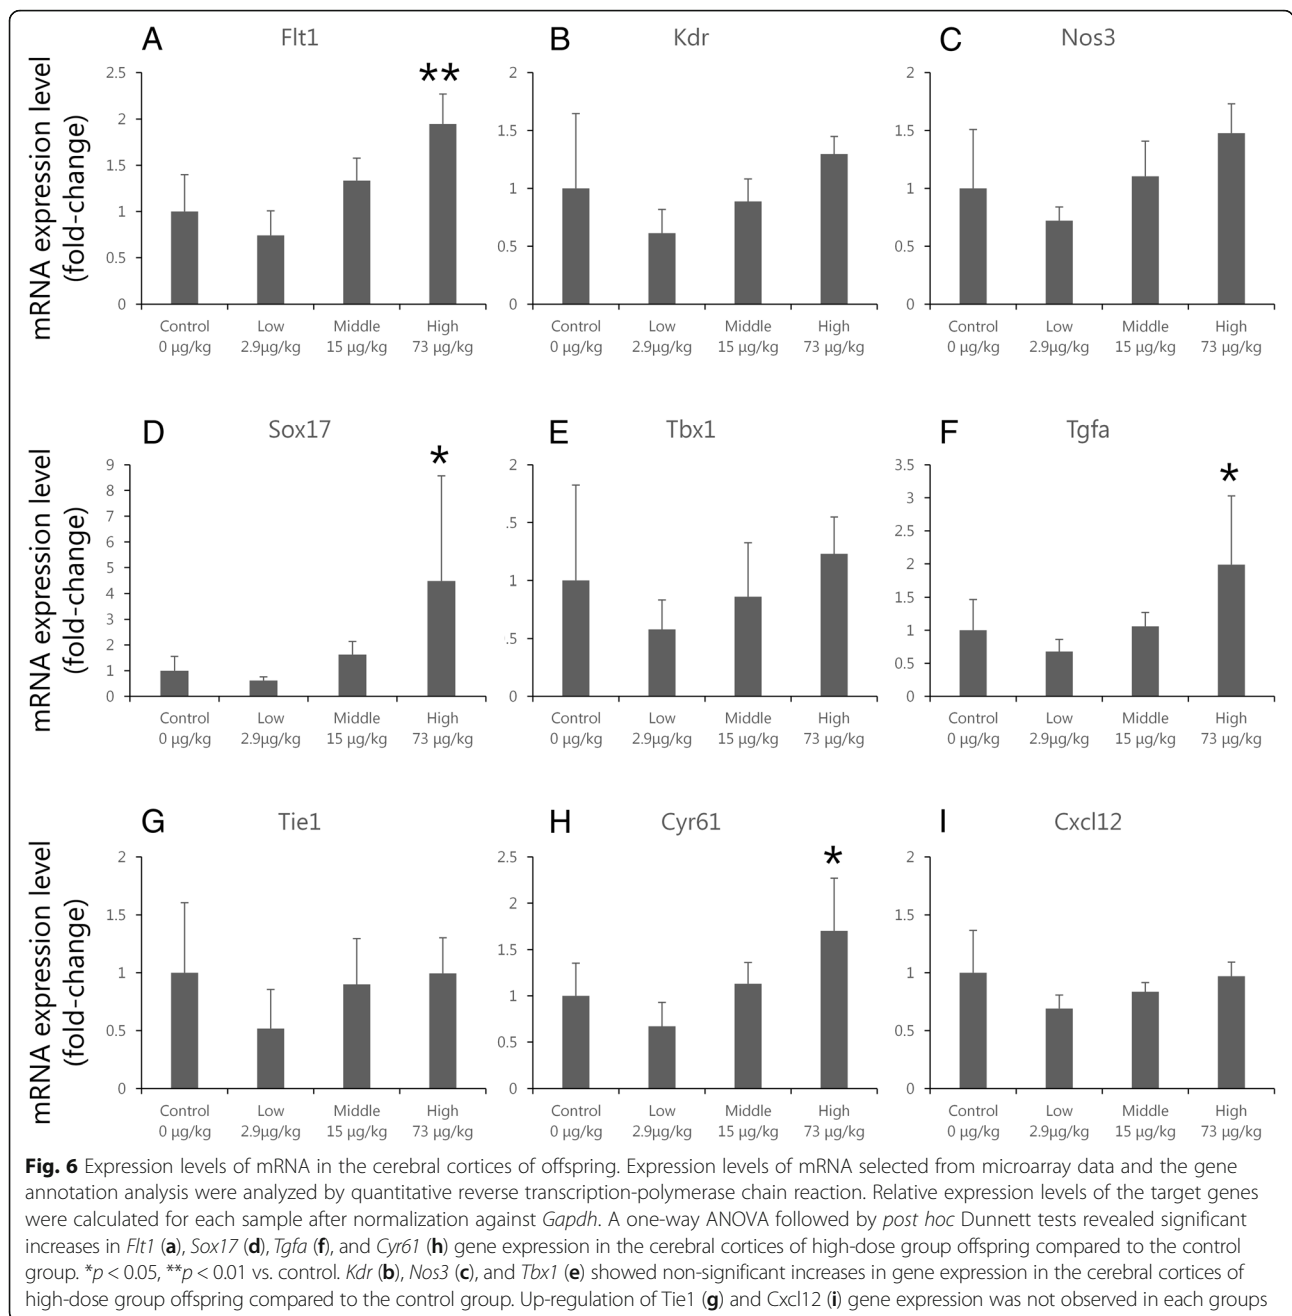 A Flt1
B Kdr
C Nos3
mRNA expression level
(fold-change)
2.5
2
1.5
1
0.5
0
Control Low Middle High
0 µg/kg 2.9µg/kg 15 µg/kg 73 µg/kg
**
2
1.5
1
0.5
0
Control Low Middle High
0 µg/kg 2.9µg/kg 15 µg/kg 73 µg/kg
2
1.5
1
0.5
0
Control Low Middle High
0 µg/kg 2.9µg/kg 15 µg/kg 73 µg/kg
D Sox17
E Tbx1
F Tgfa
mRNA expression level
(fold-change)
9
8
7
6
5
4
3
2
1
0
Control Low Middle High
0 µg/kg 2.9µg/kg 15 µg/kg 73 µg/kg
*
2
.5
1
.5
0
Control Low Middle High
0 µg/kg 2.9µg/kg 15 µg/kg 73 µg/kg
3.5
3
2.5
2
1.5
1
0.5
0
Control Low Middle High
0 µg/kg 2.9µg/kg 15 µg/kg 73 µg/kg
*
G Tie1
H Cyr61
I Cxcl12
mRNA expression level
(fold-change)
2
1.5
1
0.5
0
Control Low Middle High
0 µg/kg 2.9µg/kg 15 µg/kg 73 µg/kg
2.5
2
1.5
1
0.5
0
Control Low Middle High
0 µg/kg 2.9µg/kg 15 µg/kg 73 µg/kg
*
2
1.5
1
0.5
0
Control Low Middle High
0 µg/kg 2.9µg/kg 15 µg/kg 73 µg/kg
Fig. 6 Expression levels of mRNA in the cerebral cortices of offspring. Expression levels of mRNA selected from microarray data and the gene
annotation analysis were analyzed by quantitative reverse transcription-polymerase chain reaction. Relative expression levels of the target genes
were calculated for each sample after normalization against Gapdh. A one-way ANOVA followed by post hoc Dunnett tests revealed significant
increases in Flt1 (a), Sox17 (d), Tgfa (f), and Cyr61 (h) gene expression in the cerebral cortices of high-dose group offspring compared to the control
group. *p < 0.05, **p < 0.01 vs. control. Kdr (b), Nos3 (c), and Tbx1 (e) showed non-significant increases in gene expression in the cerebral cortices of
high-dose group offspring compared to the control group. Up-regulation of Tie1 (g) and Cxcl12 (i) gene expression was not observed in each groups